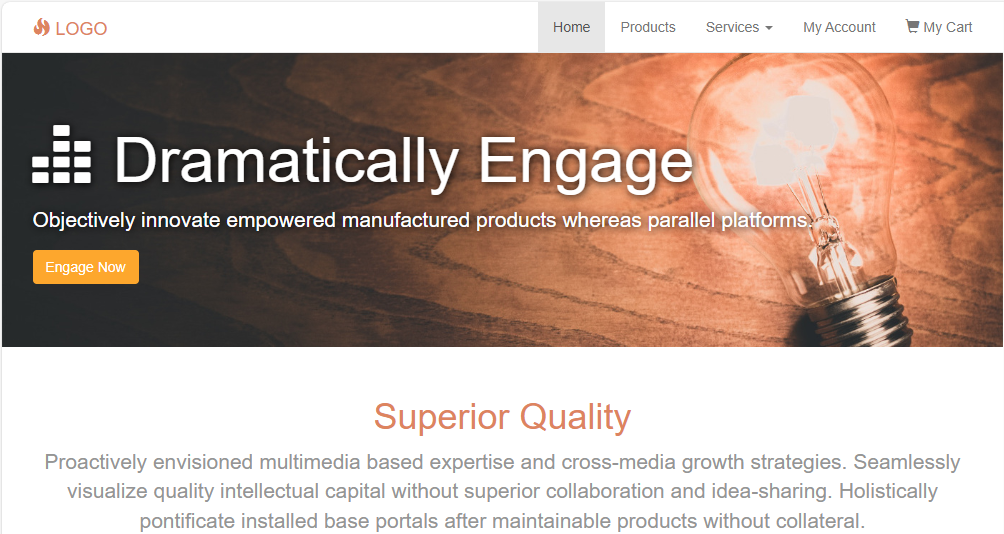 LOGO
Home Products Services My Account My Cart
Dramatically Engage
Objectively innovate empowered manufactured products whereas parallel platforms.
Engage Now
Superior Quality
Proactively envisioned multimedia based expertise and cross-media growth strategies. Seamlessly
visualize quality intellectual capital without superior collaboration and idea-sharing. Holistically
pontificate installed base portals after maintainable products without collateral.